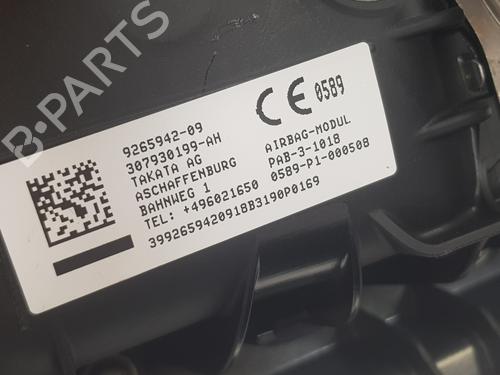 B-PARTS
CE 0589
9265942-09
307930199-AH
TAKATA AG
ASCHAFFENBURG
BAHNWEG 1
TEL: +496021650
AIRBAG-MODUL
PAB-3-1018
0589-P1-000508
3992659420918B3190P0169